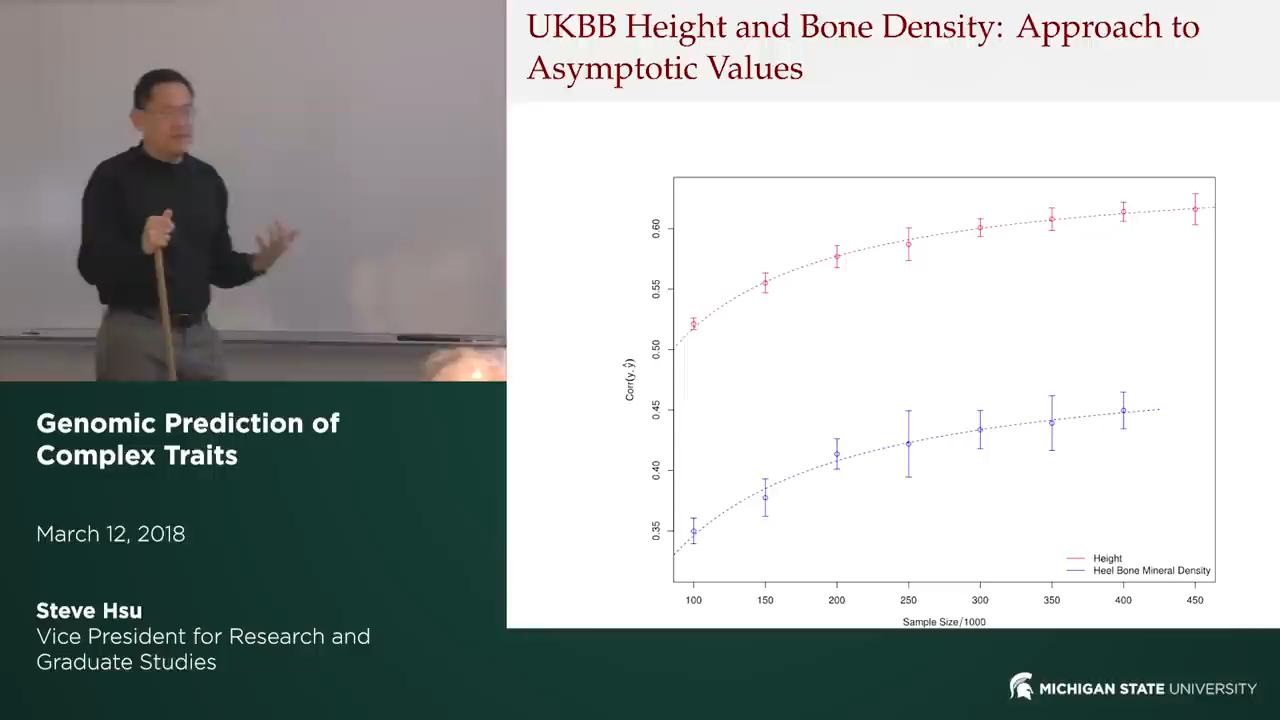 UKBB Height and Bone Density: Approach to
Asymptotic Values
0.60
0.55
0.50
0.45
0.40
0.35
Corr(y, ŷ)
Height
Heel Bone Mineral Density
100 150 200 250 300 350 400 450
Sample Size/1000
Genomic Prediction of
Complex Traits
March 12, 2018
Steve Hsu
Vice President for Research and
Graduate Studies
MICHIGAN STATE UNIVERSITY